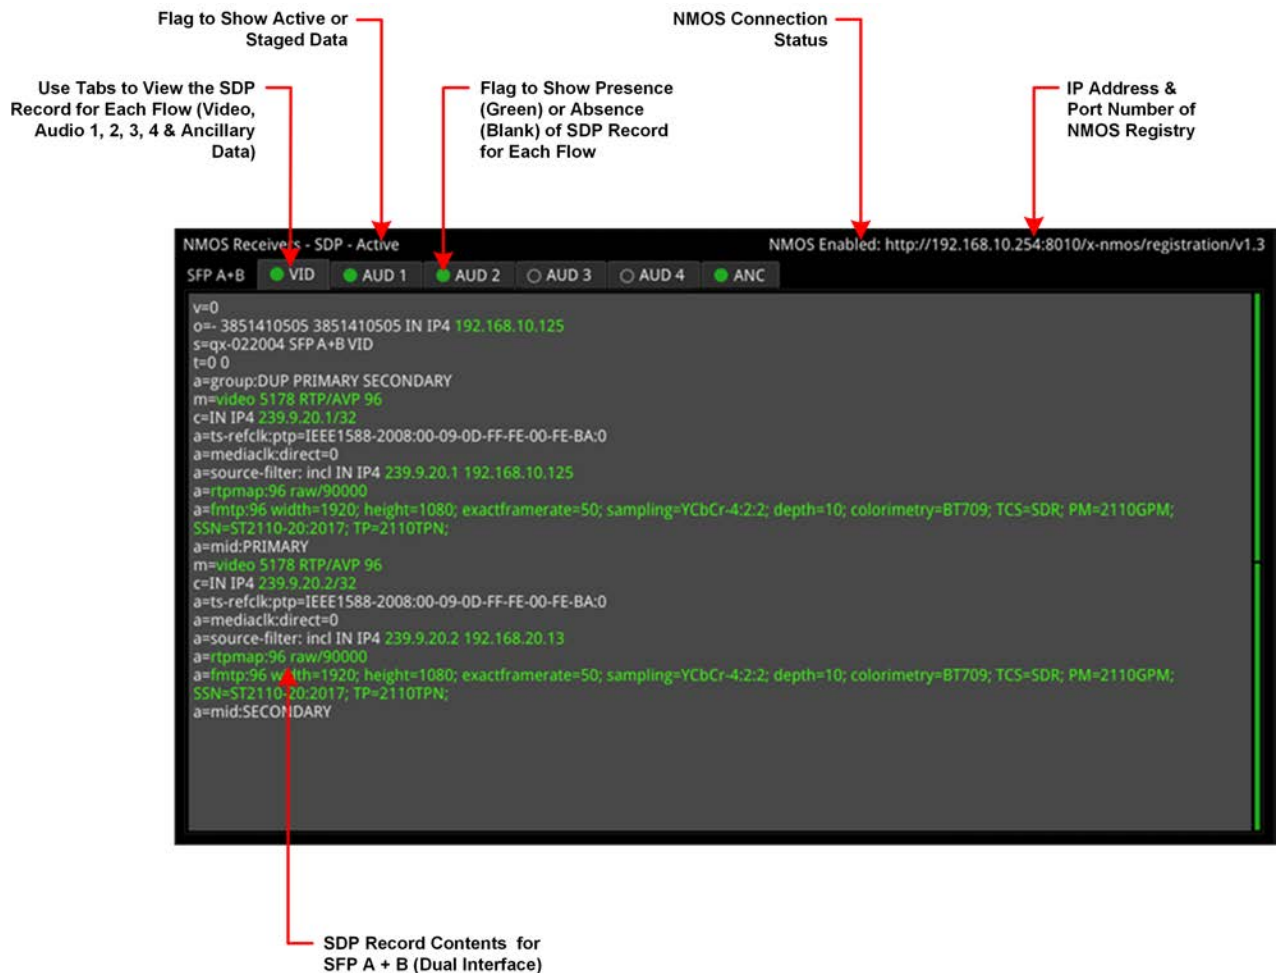 Flag to Show Active or
Staged Data
NMOS Connection
Status
Use Tabs to View the SDP
Record for Each Flow (Video,
Audio 1, 2, 3, 4 & Ancillary
Data)
Flag to Show Presence
(Green) or Absence
(Blank) of SDP Record
for Each Flow
IP Address &
Port Number of
NMOS Registry
NMOS Receivers - SDP - Active
NMOS Enabled: http://192.168.10.254:8010/x-nmos/registration/v1.3
SFP A+B VID AUD 1 AUD 2 AUD 3 AUD 4 ANC
v=0
o=- 3851410505 3851410505 IN IP4 192.168.10.125
s=qx-022004 SFP A+B VID
t=0 0
a=group:DUP PRIMARY SECONDARY
m=video 5178 RTP/AVP 96
c=IN IP4 239.9.20.1/32
a=ts-refclk:ptp=IEEE1588-2008:00-09-0D-FF-FE-00-FE-BA:0
a=mediaclk:direct=0
a=source-filter: incl IN IP4 239.9.20.1 192.168.10.125
a=rtpmap:96 raw/90000
a=fmtp:96 width=1920; height=1080; exactframerate=50; sampling=YCbCr-4:2:2; depth=10; colorimetry=BT709; TCS=SDR; PM=2110GPM;
SSN=ST2110-20:2017; TP=2110TPN;
a=mid:PRIMARY
m=video 5178 RTP/AVP 96
c=IN IP4 239.9.20.2/32
a=ts-refclk:ptp=IEEE1588-2008:00-09-0D-FF-FE-00-FE-BA:0
a=mediaclk:direct=0
a=source-filter: incl IN IP4 239.9.20.2 192.168.20.13
a=rtpmap:96 raw/90000
a=fmtp:96 width=1920; height=1080; exactframerate=50; sampling=YCbCr-4:2:2; depth=10; colorimetry=BT709; TCS=SDR; PM=2110GPM;
SSN=ST2110-20:2017; TP=2110TPN;
a=mid:SECONDARY
SDP Record Contents for
SFP A + B (Dual Interface)